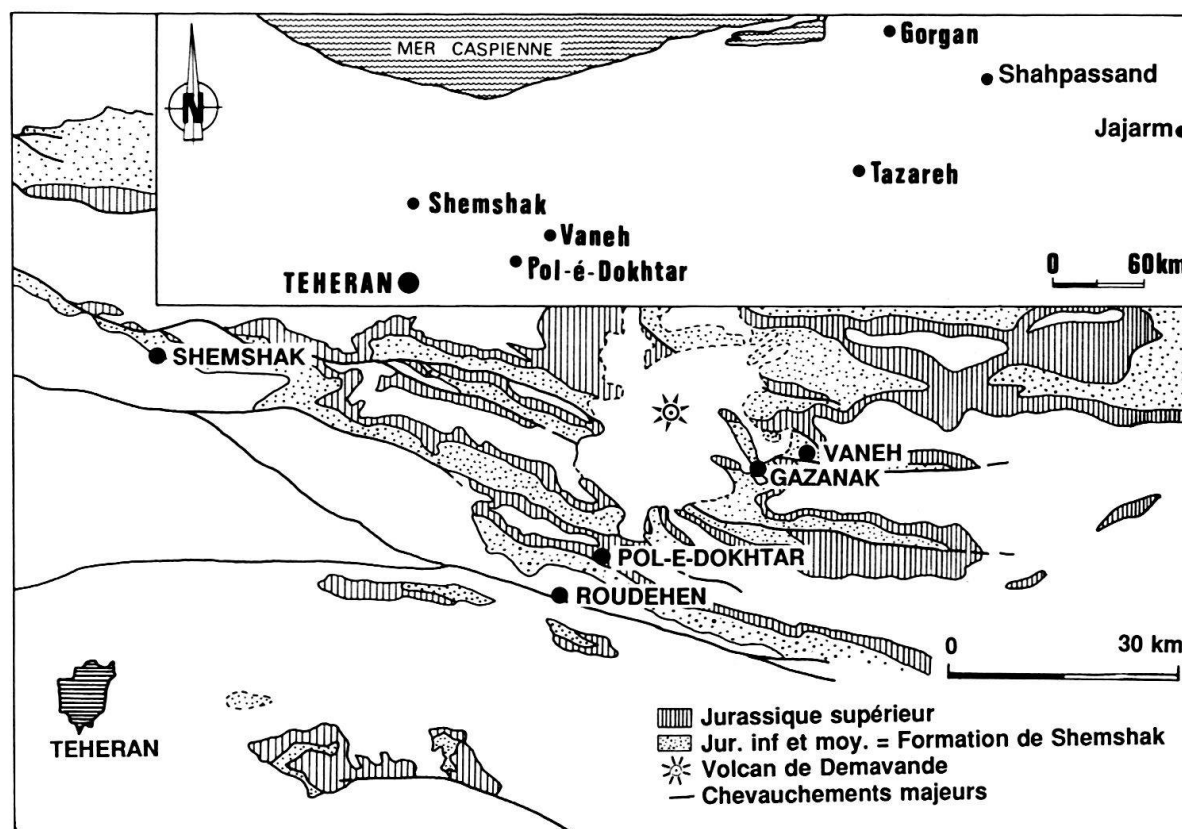 MER CASPIENNE
Gorgan
Shahpassand
Jajarm
N
Tazareh
Shemshak
Vaneh
Pol-é-Dokhtar
TEHERAN
0 60km
SHEMSHAK
VANEH
GAZANAK
POL-E-DOKHTAR
ROUDEHEN
0 30 km
TEHERAN
Jurassique supérieur
Jur. inf et moy. = Formation de Shemshak
Volcan de Demavande
Chevauchements majeurs